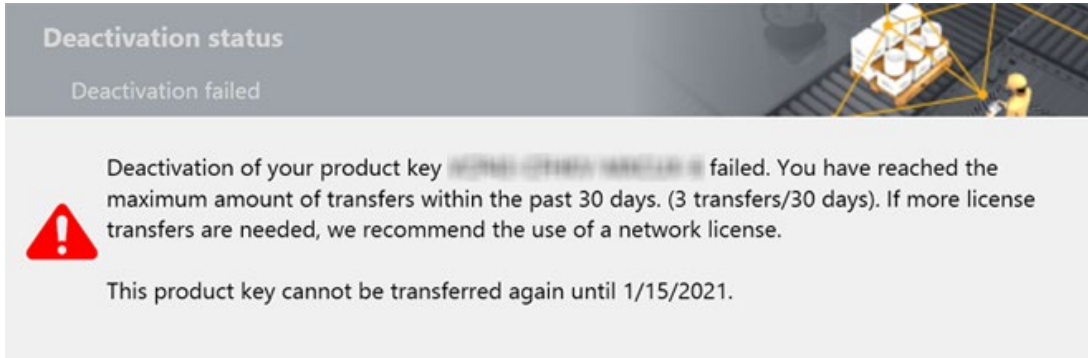 Deactivation status
Deactivation failed
Deactivation of your product key failed. You have reached the
maximum amount of transfers within the past 30 days. (3 transfers/30 days). If more license
transfers are needed, we recommend the use of a network license.
This product key cannot be transferred again until 1/15/2021.